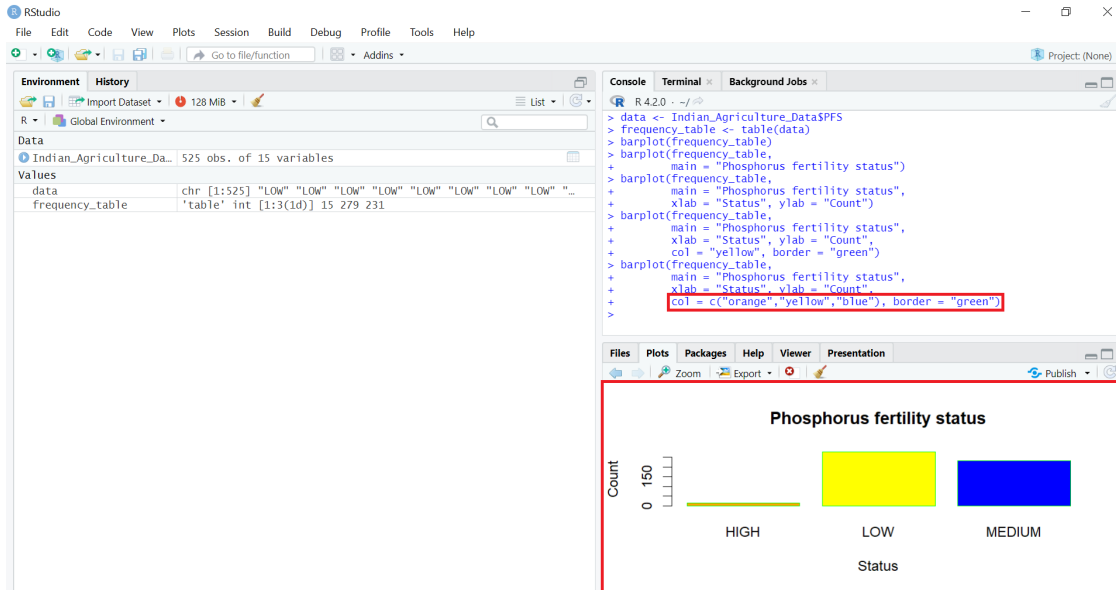 RStudio
File Edit Code View Plots Session Build Debug Profile Tools Help
Go to file/function Addins Project: (None)
Environment History
Import Dataset 128 MiB List
R Global Environment
Data
Indian_Agriculture_Da… 525 obs. of 15 variables
Values
data chr [1:525] "LOW" "LOW" "LOW" "LOW" "LOW" "LOW" "LOW" "LOW" "…
frequency_table 'table' int [1:3(1d)] 15 279 231
Console Terminal Background Jobs
R 4.2.0 · ~/
> data <- Indian_Agriculture_Data$PFS
> frequency_table <- table(data)
> barplot(frequency_table)
> barplot(frequency_table,
+ main = "Phosphorus fertility status")
> barplot(frequency_table,
+ main = "Phosphorus fertility status",
+ xlab = "Status", ylab = "Count")
> barplot(frequency_table,
+ main = "Phosphorus fertility status",
+ xlab = "Status", ylab = "Count",
+ col = "yellow", border = "green")
> barplot(frequency_table,
+ main = "Phosphorus fertility status",
+ xlab = "Status", ylab = "Count",
+ col = c("orange","yellow","blue"), border = "green")
>
Files Plots Packages Help Viewer Presentation
Zoom Export Publish
Phosphorus fertility status
Count
150
0
HIGH LOW MEDIUM
Status